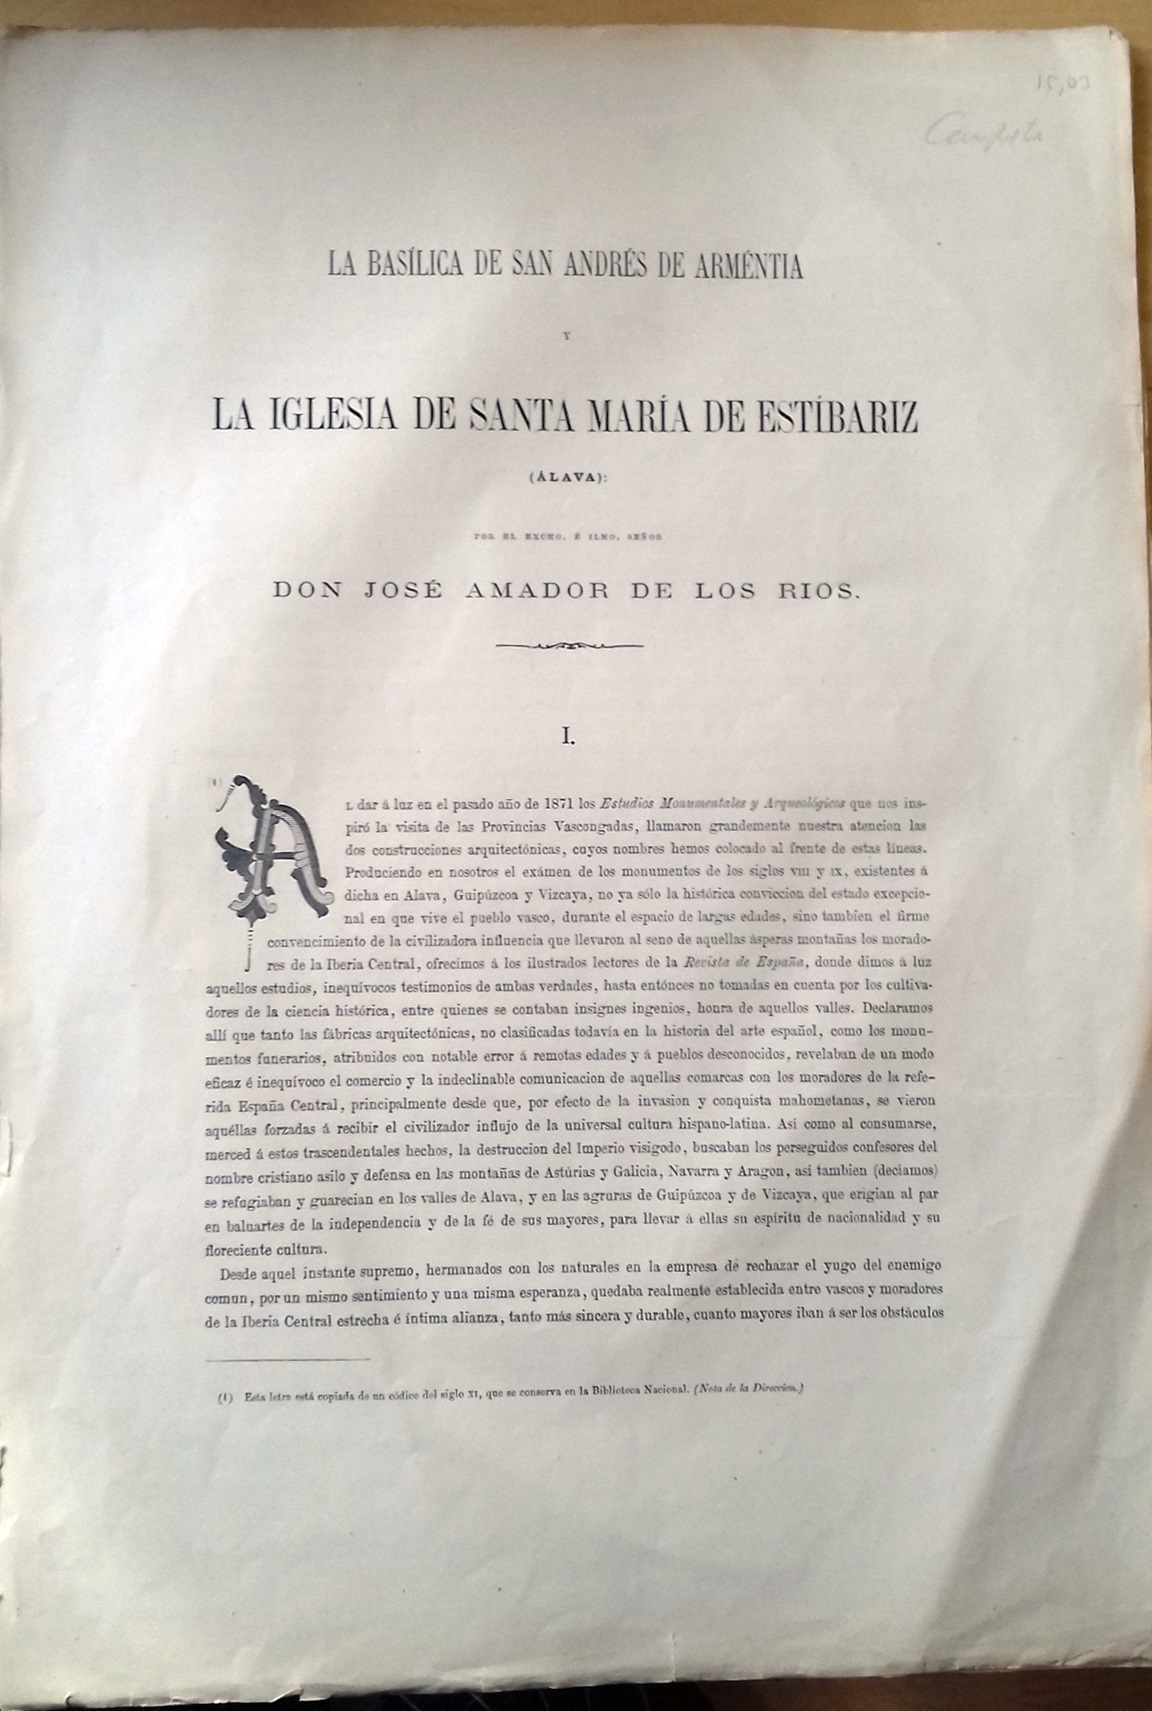 15,03
LA BASÍLICA DE SAN ANDRÉS DE ARMÉNTIA
Y
LA IGLESIA DE SANTA MARÍA DE ESTÍBARIZ
(ÁLAVA):
POR EL EXCMO. É ILMO. SEÑOR
DON JOSÉ AMADOR DE LOS RIOS.
I.
(1)
AL dar á luz en el pasado año de 1871 los Estudios Monumentales y Arqueológicos que nos ins-
piró la visita de las Provincias Vascongadas, llamaron grandemente nuestra atencion las
dos construcciones arquitectónicas, cuyos nombres hemos colocado al frente de estas líneas.
Produciendo en nosotros el exámen de los monumentos de los siglos VIII y IX, existentes á
dicha en Alava, Guipúzcoa y Vizcaya, no ya sólo la histórica conviccion del estado excepcio-
nal en que vive el pueblo vasco, durante el espacio de largas edades, sino tambien el firme
convencimiento de la civilizadora influencia que llevaron al seno de aquellas ásperas montañas los morado-
res de la Iberia Central, ofrecimos á los ilustrados lectores de la Revista de España, donde dimos á luz
aquellos estudios, inequívocos testimonios de ambas verdades, hasta entónces no tomadas en cuenta por los cultiva-
dores de la ciencia histórica, entre quienes se contaban insignes ingenios, honra de aquellos valles. Declaramos
allí que tanto las fábricas arquitectónicas, no clasificadas todavía en la historia del arte español, como los monu-
mentos funerarios, atribuidos con notable error á remotas edades y á pueblos desconocidos, revelaban de un modo
eficaz é inequívoco el comercio y la indeclinable comunicacion de aquellas comarcas con los moradores de la refe-
rida España Central, principalmente desde que, por efecto de la invasion y conquista mahometanas, se vieron
aquéllas forzadas á recibir el civilizador influjo de la universal cultura hispano-latina. Así como al consumarse,
merced á estos trascendentales hechos, la destruccion del Imperio visigodo, buscaban los perseguidos confesores del
nombre cristiano asilo y defensa en las montañas de Astúrias y Galicia, Navarra y Aragon, así tambien (decíamos)
se refugiaban y guarecian en los valles de Alava, y en las agruras de Guipúzcoa y de Vizcaya, que erigian al par
en baluartes de la independencia y de la fé de sus mayores, para llevar á ellas su espíritu de nacionalidad y su
floreciente cultura.
Desde aquel instante supremo, hermanados con los naturales en la empresa de rechazar el yugo del enemigo
comun, por un mismo sentimiento y una misma esperanza, quedaba realmente establecida entre vascos y moradores
de la Iberia Central estrecha é íntima alianza, tanto más sincera y durable, cuanto mayores iban á ser los obstáculos
(1) Esta letra está copiada de un códice del siglo XI, que se conserva en la Biblioteca Nacional. (Nota de la Direccion.)